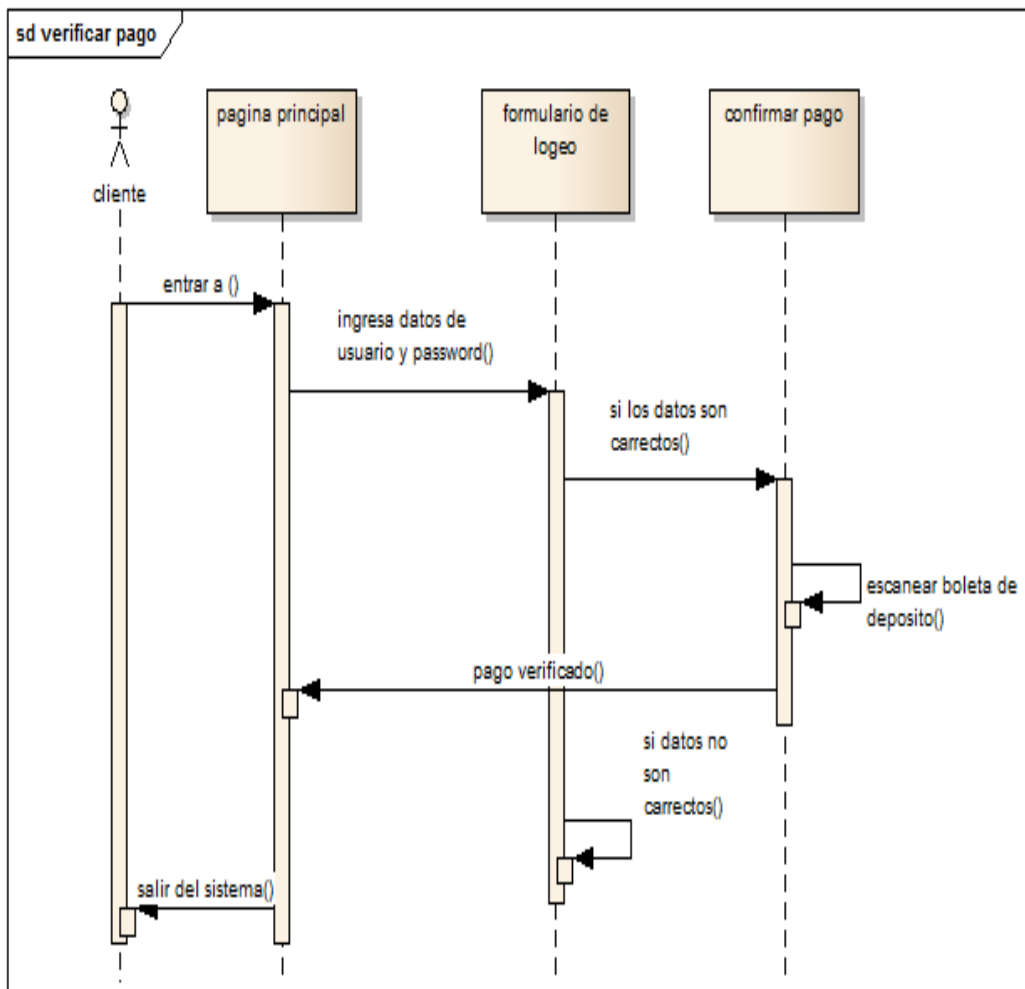 sd verificar pago
cliente
pagina principal
formulario de
logeo
confirmar pago
entrar a ()
ingresa datos de
usuario y password()
si los datos son
carrectos()
escanear boleta de
deposito()
pago verificado()
si datos no
son
carrectos()
salir del sistema()